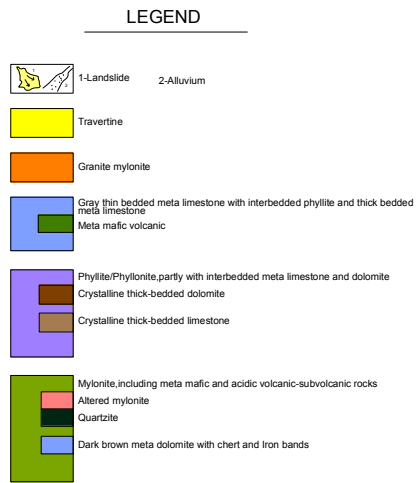 LEGEND
1-Landslide 2-Alluvium
Travertine
Granite mylonite
Gray thin bedded meta limestone with interbedded phyllite and thick bedded
meta limestone
Meta mafic volcanic
Phyllite/Phyllonite,partly with interbedded meta limestone and dolomite
Crystalline thick-bedded dolomite
Crystalline thick-bedded limestone
Mylonite,including meta mafic and acidic volcanic-subvolcanic rocks
Altered mylonite
Quartzite
Dark brown meta dolomite with chert and Iron bands